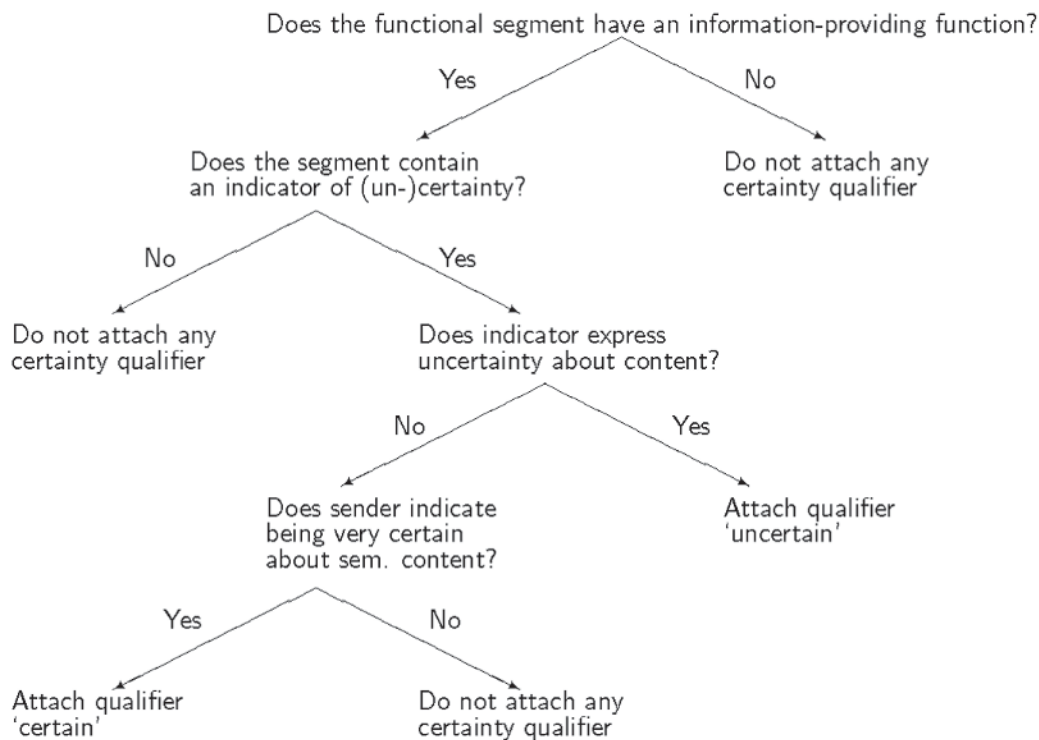 Does the functional segment have an information-providing function?
Yes
No
Does the segment contain
an indicator of (un-)certainty?
Do not attach any
certainty qualifier
No
Yes
Do not attach any
certainty qualifier
Does indicator express
uncertainty about content?
No
Yes
Does sender indicate
being very certain
about sem. content?
Attach qualifier
‘uncertain’
Yes
No
Attach qualifier
‘certain’
Do not attach any
certainty qualifier